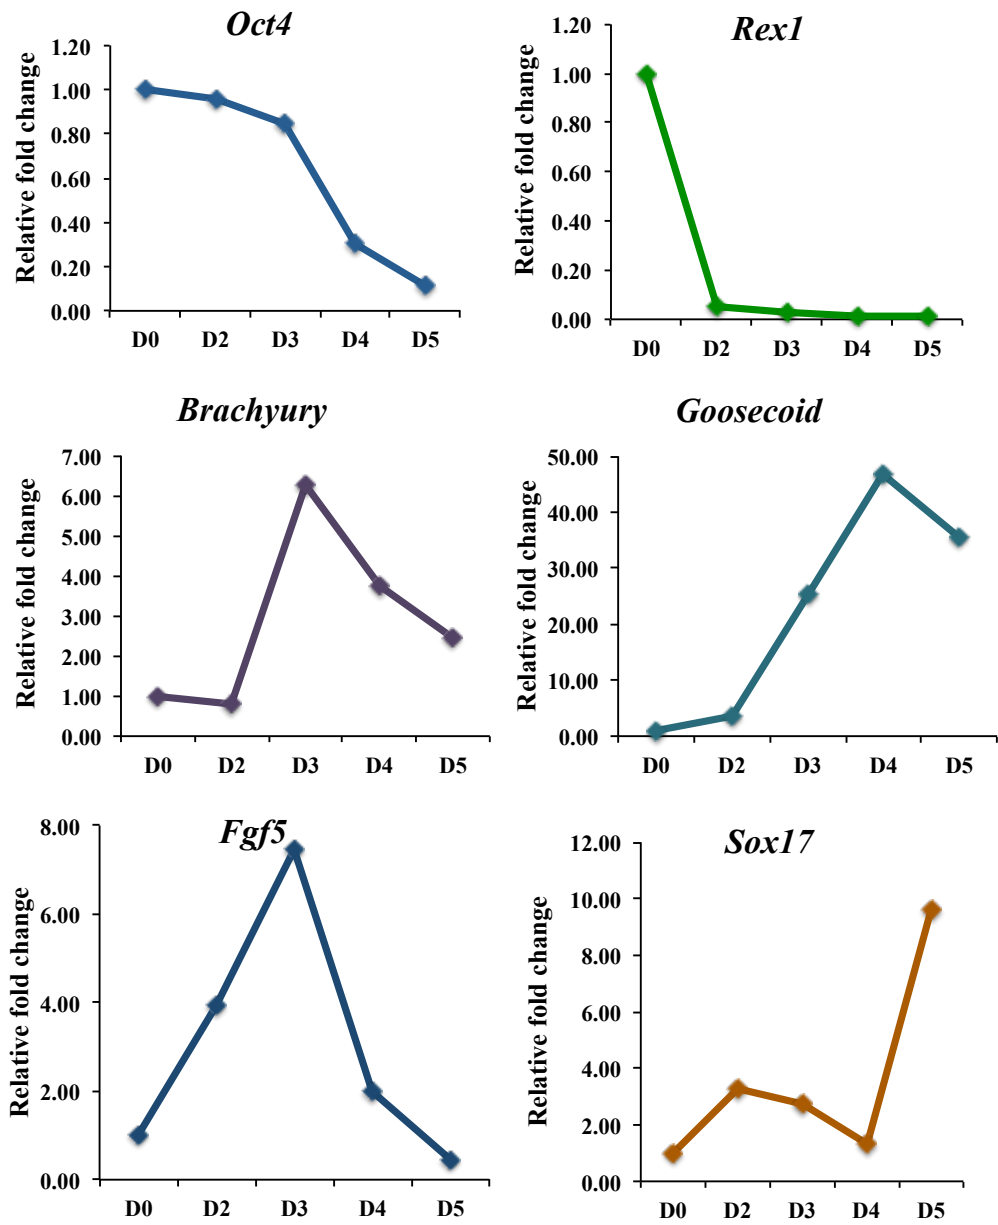 Oct4
Relative fold change
1.20
1.00
0.80
0.60
0.40
0.20
0.00
D0 D2 D3 D4 D5
Rex1
Relative fold change
1.20
1.00
0.80
0.60
0.40
0.20
0.00
D0 D2 D3 D4 D5
Brachyury
Relative fold change
7.00
6.00
5.00
4.00
3.00
2.00
1.00
0.00
D0 D2 D3 D4 D5
Goosecoid
Relative fold change
50.00
40.00
30.00
20.00
10.00
0.00
D0 D2 D3 D4 D5
Fgf5
Relative fold change
8.00
6.00
4.00
2.00
0.00
D0 D2 D3 D4 D5
Sox17
Relative fold change
12.00
10.00
8.00
6.00
4.00
2.00
0.00
D0 D2 D3 D4 D5